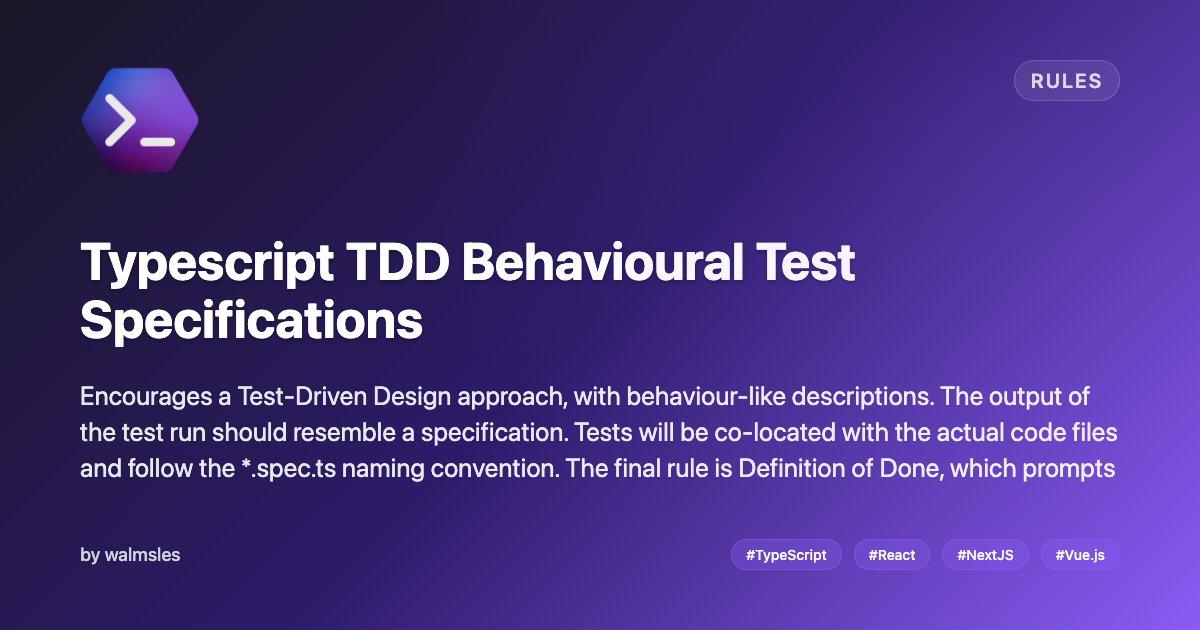 RULES
Typescript TDD Behavioural Test
Specifications
Encourages a Test-Driven Design approach, with behaviour-like descriptions. The output of
the test run should resemble a specification. Tests will be co-located with the actual code files
and follow the *.spec.ts naming convention. The final rule is Definition of Done, which prompts
by walmsles
#TypeScript #React #NextJS #Vue.js